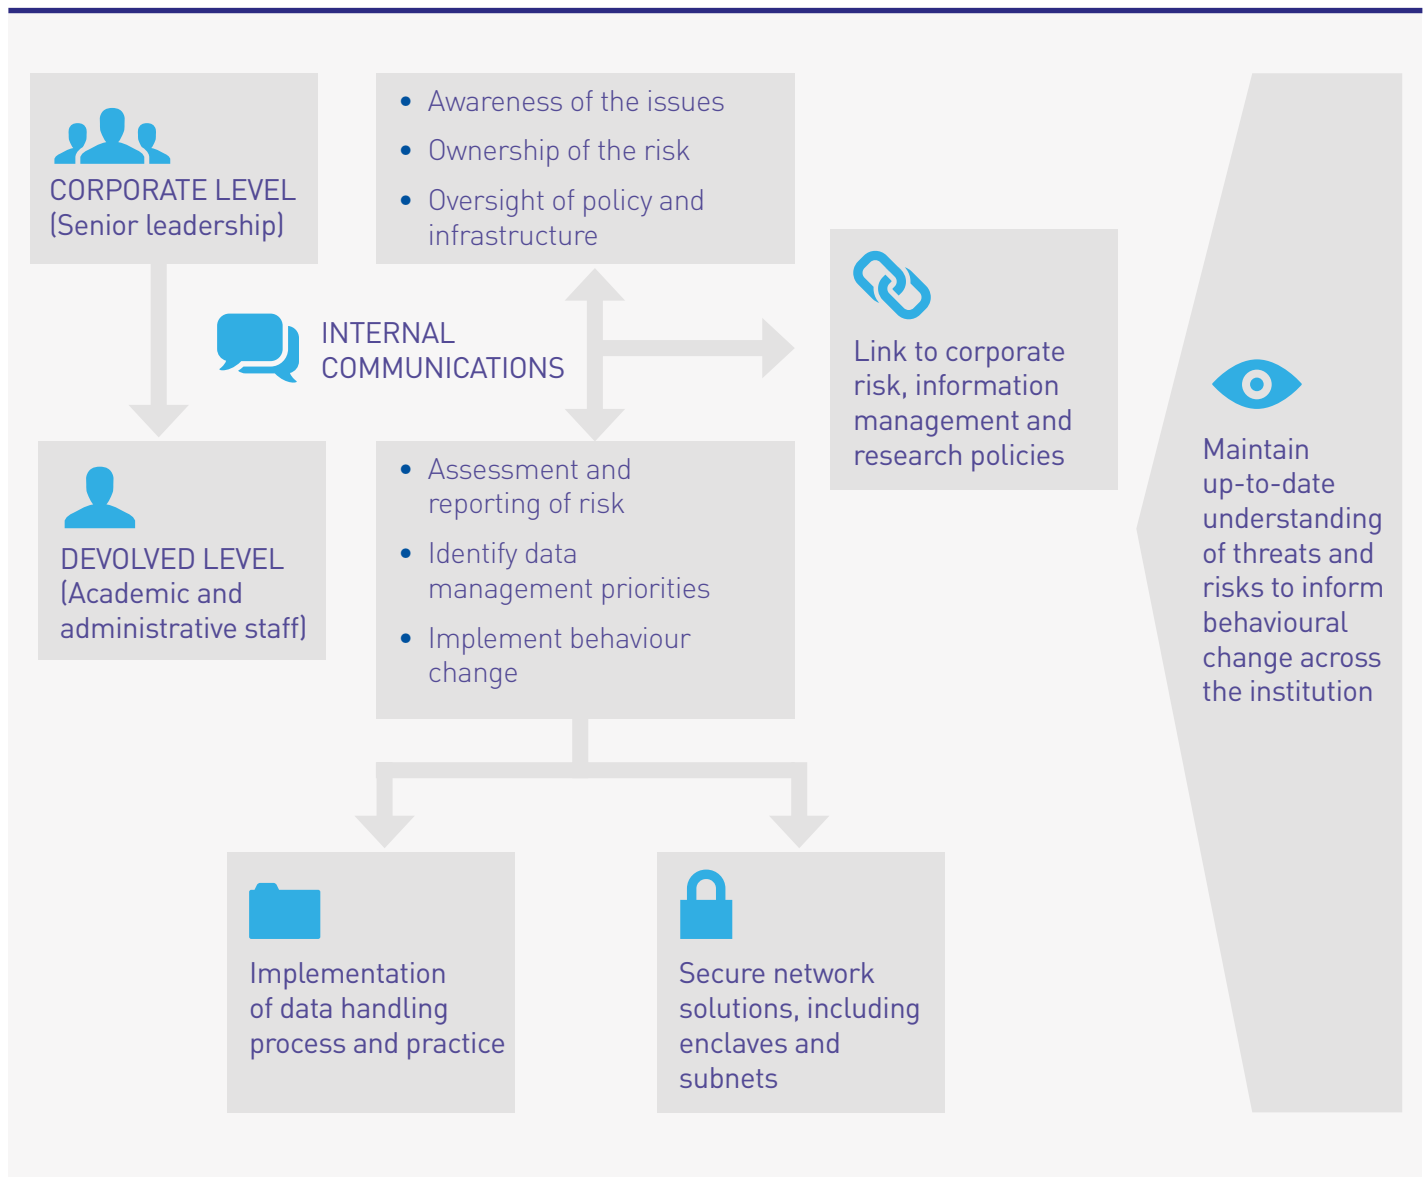 CORPORATE LEVEL
(Senior leadership)
• Awareness of the issues
• Ownership of the risk
• Oversight of policy and
infrastructure
INTERNAL
COMMUNICATIONS
Link to corporate
risk, information
management and
research policies
DEVOLVED LEVEL
(Academic and
administrative staff)
• Assessment and
reporting of risk
• Identify data
management priorities
• Implement behaviour
change
Maintain
up-to-date
understanding
of threats and
risks to inform
behavioural
change across
the institution
Implementation
of data handling
process and practice
Secure network
solutions, including
enclaves and
subnets